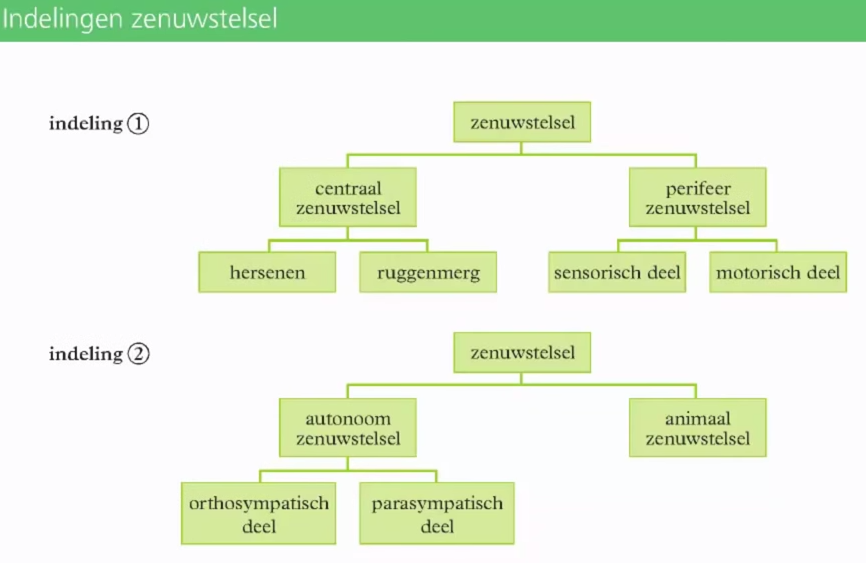 Indelingen zenuwstelsel
indeling ①
zenuwstelsel
centraal
zenuwstelsel
perifeer
zenuwstelsel
hersenen
ruggenmerg
sensorisch deel
motorisch deel
indeling ②
zenuwstelsel
autonoom
zenuwstelsel
animaal
zenuwstelsel
orthosympatisch
deel
parasympatisch
deel